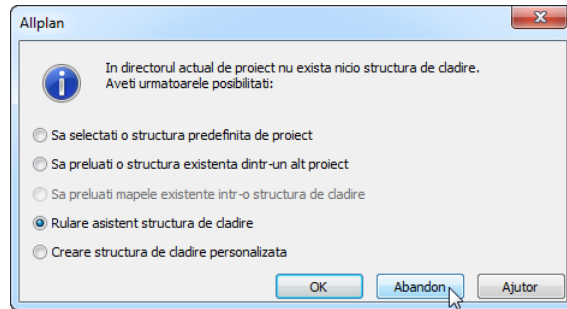 Allplan
In directorul actual de proiect nu exista nicio structura de cladire.
Aveti urmatoarele posibilitati:
Sa selectati o structura predefinita de proiect
Sa preluati o structura existenta dintr-un alt proiect
Sa preluati mapele existente intr-o structura de cladire
Rulare asistent structura de cladire
Creare structura de cladire personalizata
OK Abandon Ajutor